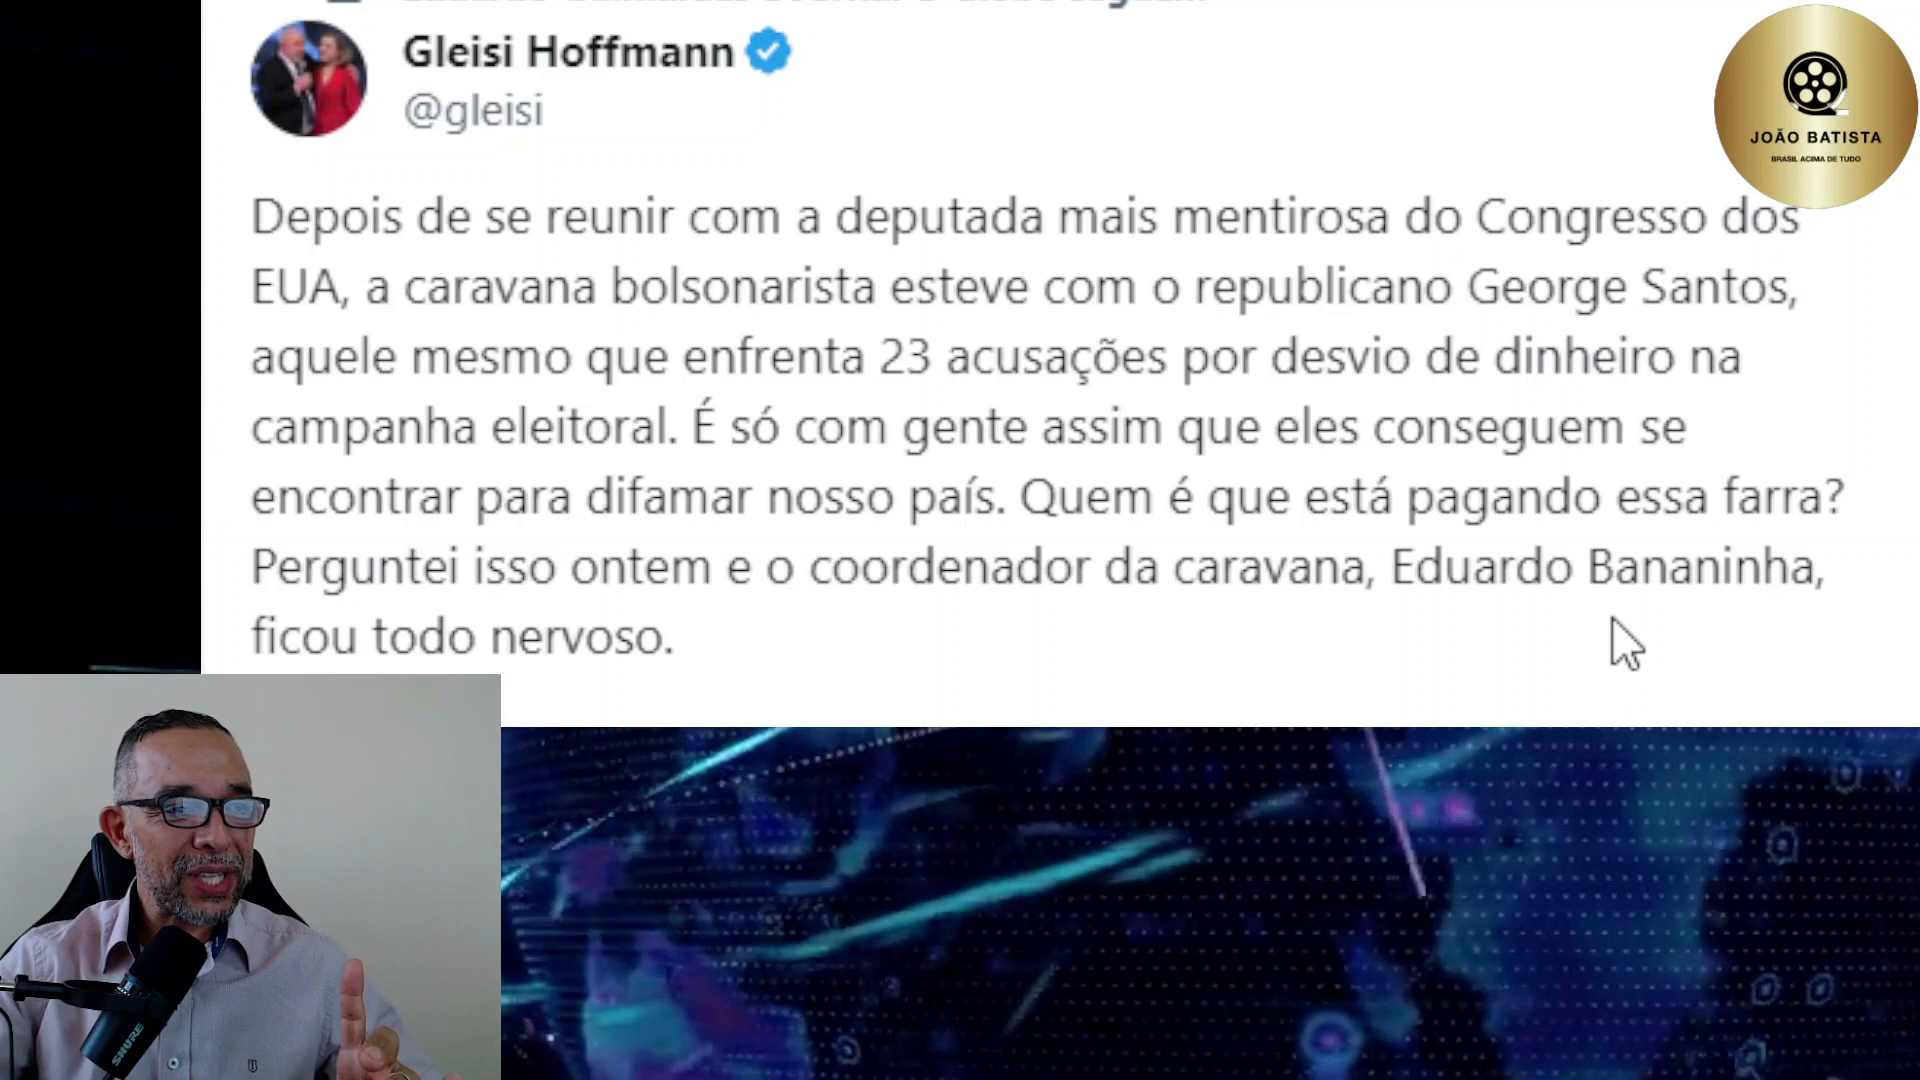 Gleisi Hoffmann
@gleisi
JOÃO BATISTA
BRASIL ACIMA DE TUDO
Depois de se reunir com a deputada mais mentirosa do Congresso dos
EUA, a caravana bolsonarista esteve com o republicano George Santos,
aquele mesmo que enfrenta 23 acusações por desvio de dinheiro na
campanha eleitoral. É só com gente assim que eles conseguem se
encontrar para difamar nosso país. Quem é que está pagando essa farra?
Perguntei isso ontem e o coordenador da caravana, Eduardo Bananinha,
ficou todo nervoso.
SHURE